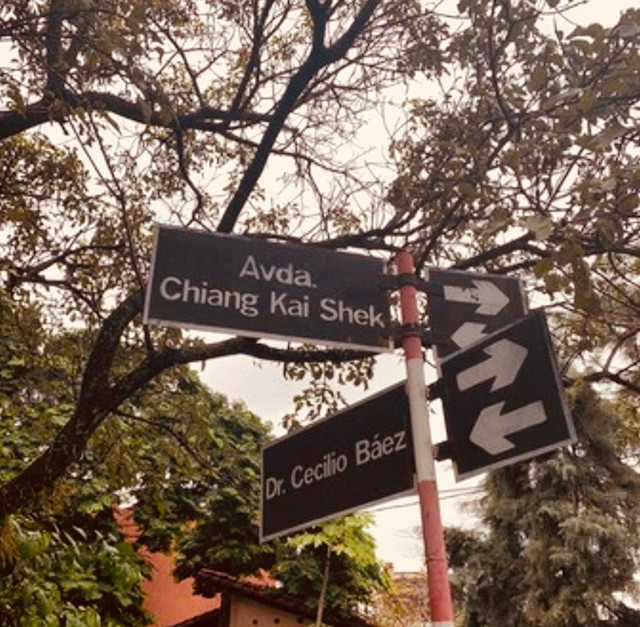 Avda.
Chiang Kai Shek
Dr. Cecilio Báez